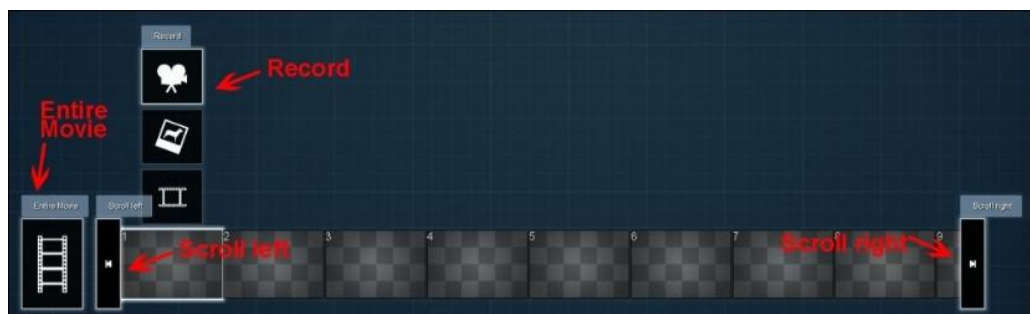 Record
Record
Entire
Movie
Entire Movie
Scroll left
Scroll right
1
2
3
4
5
6
7
8
9
Scroll left
Scroll right